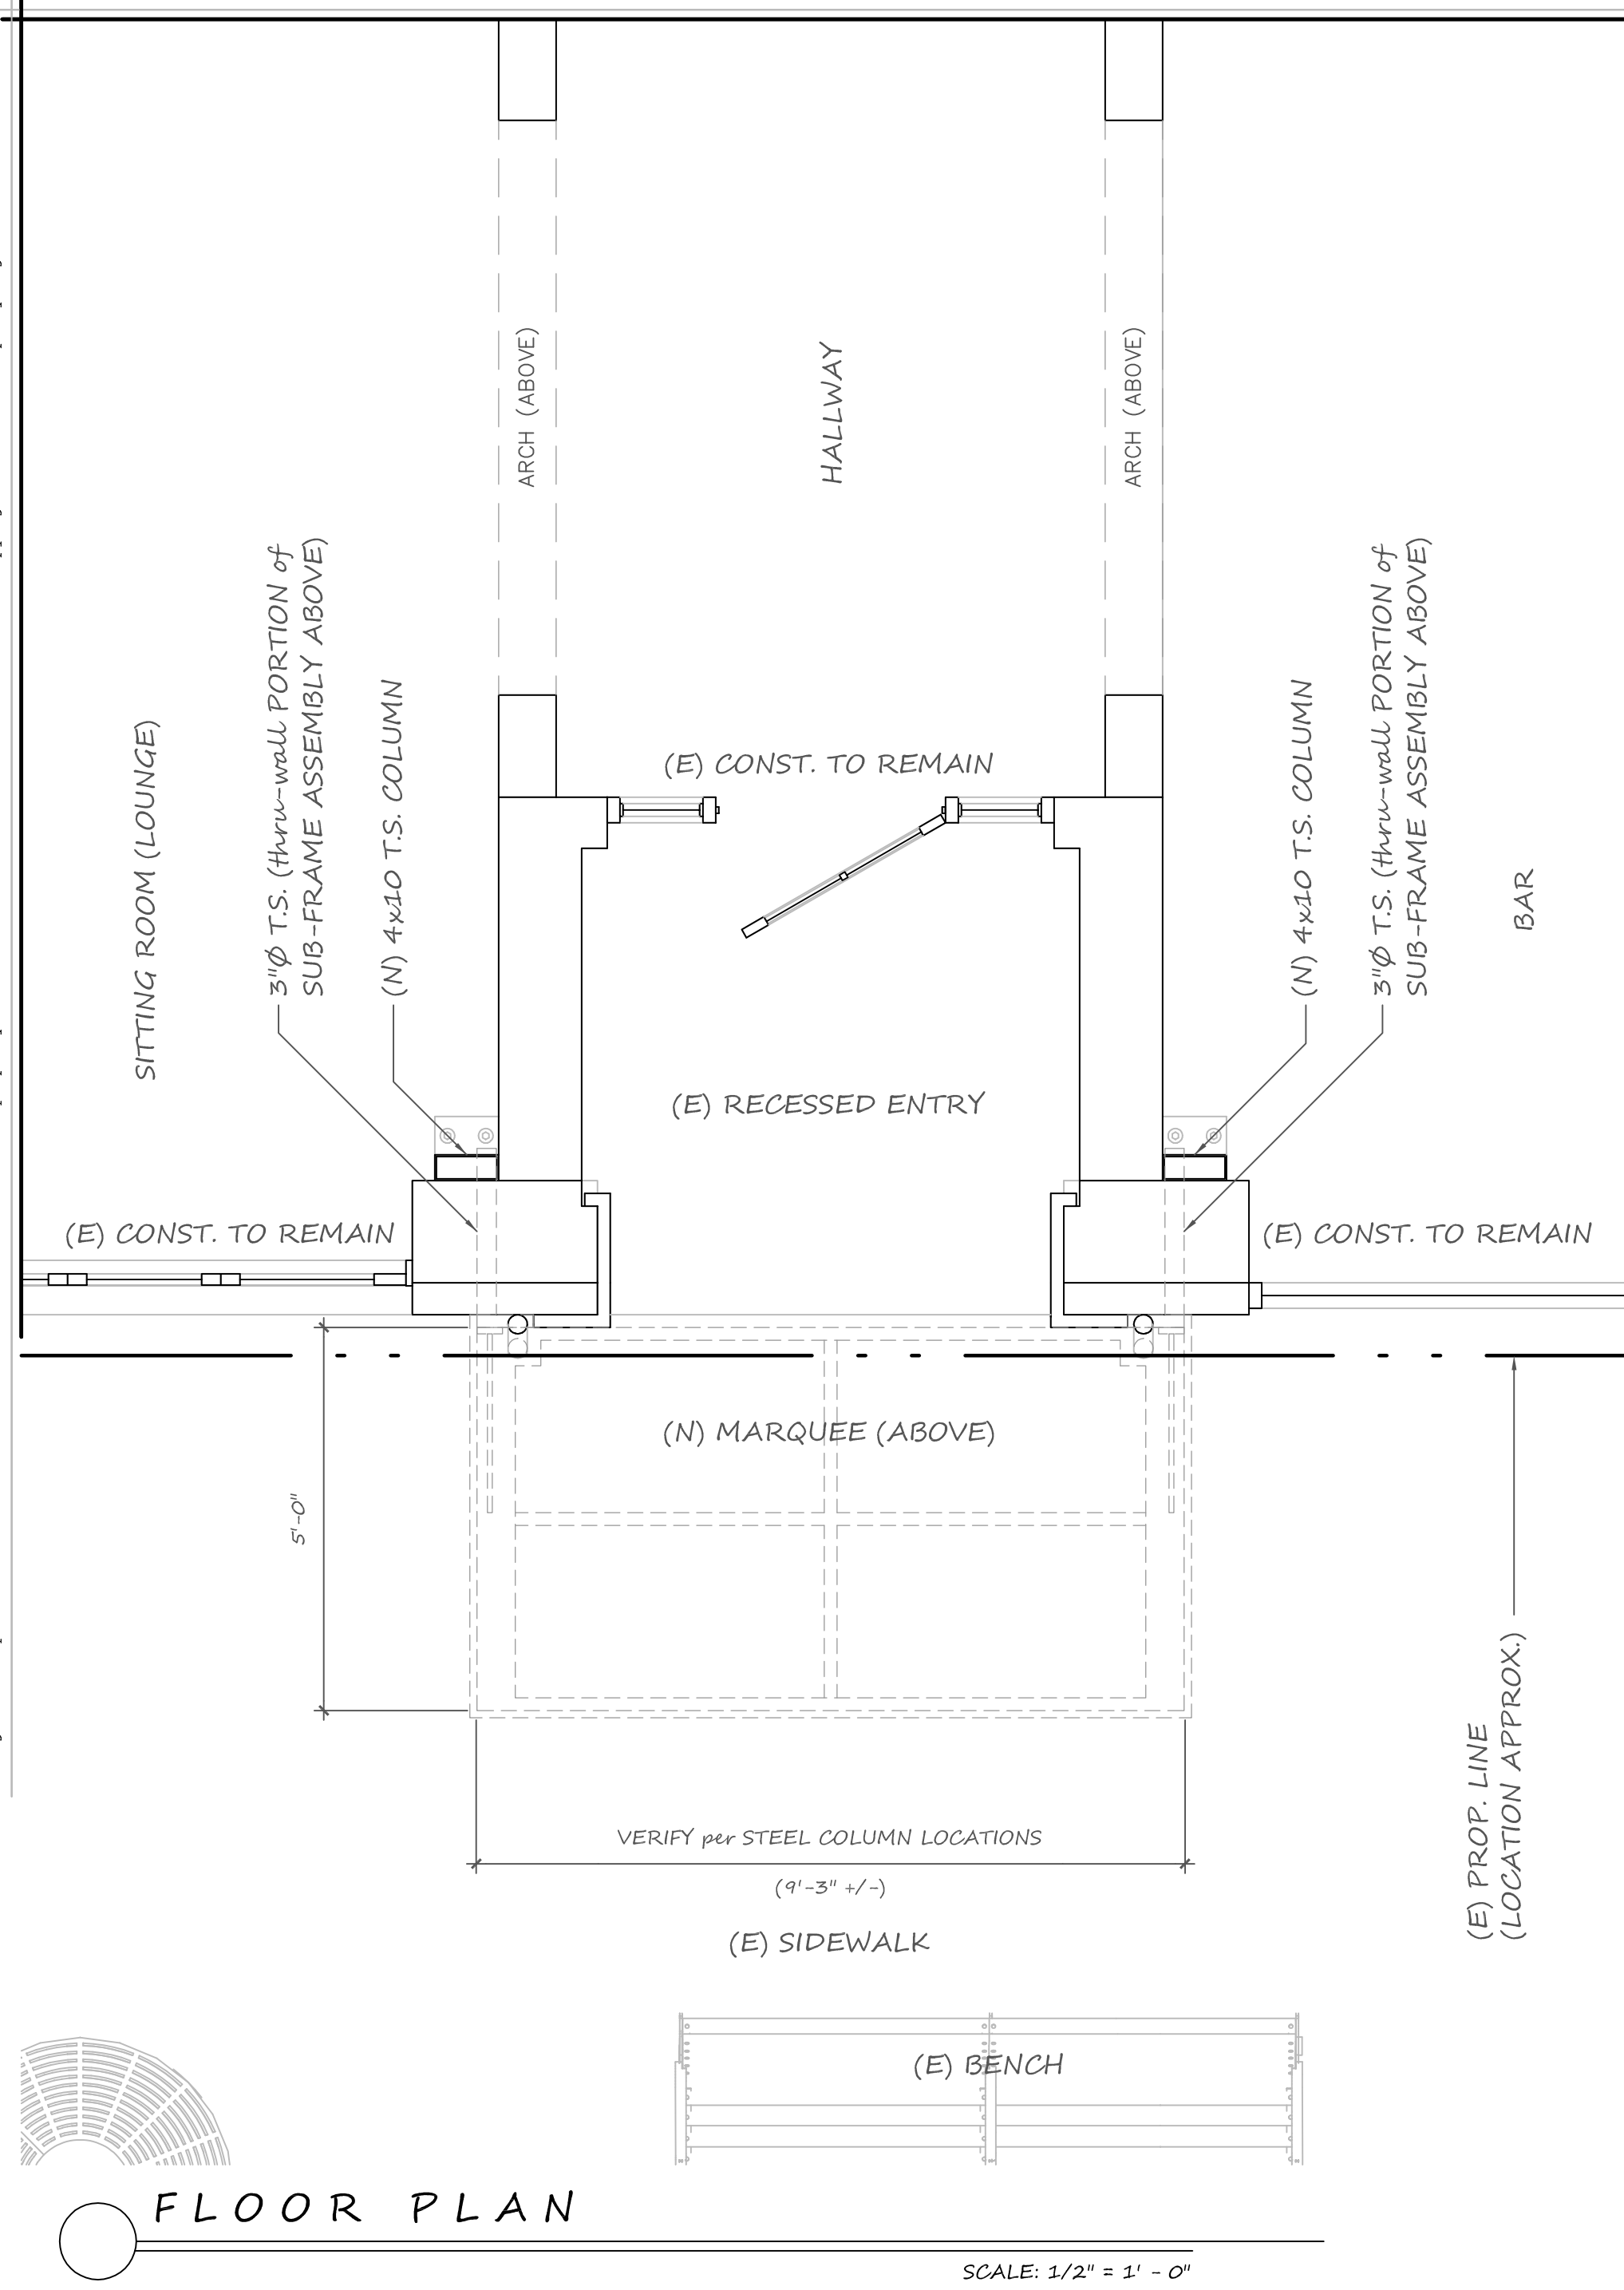 ARCH (ABOVE)
HALLWAY
ARCH (ABOVE)
SITTING ROOM (LOUNGE)
3"Ø T.S. (thru-wall PORTION of
SUB-FRAME ASSEMBLY ABOVE)
(N) 4x10 T.S. COLUMN
(E) CONST. TO REMAIN
(N) 4x10 T.S. COLUMN
3"Ø T.S. (thru-wall PORTION of
SUB-FRAME ASSEMBLY ABOVE)
BAR
(E) RECESSED ENTRY
(E) CONST. TO REMAIN
(E) CONST. TO REMAIN
(N) MARQUEE (ABOVE)
5'-0"
(E) PROP. LINE
(LOCATION APPROX.)
VERIFY per STEEL COLUMN LOCATIONS
(9'-3" +/-)
(E) SIDEWALK
(E) BENCH
FLOOR PLAN
SCALE: 1/2" = 1' - 0"